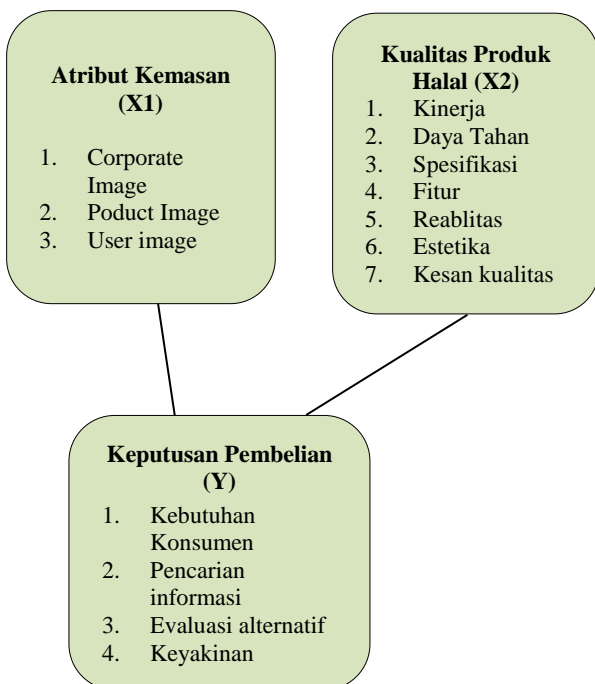 Atribut Kemasan
(X1)
1. Corporate
Image
2. Poduct Image
3. User image
Kualitas Produk
Halal (X2)
1. Kinerja
2. Daya Tahan
3. Spesifikasi
4. Fitur
5. Reablitas
6. Estetika
7. Kesan kualitas
Keputusan Pembelian
(Y)
1. Kebutuhan
Konsumen
2. Pencarian
informasi
3. Evaluasi alternatif
4. Keyakinan